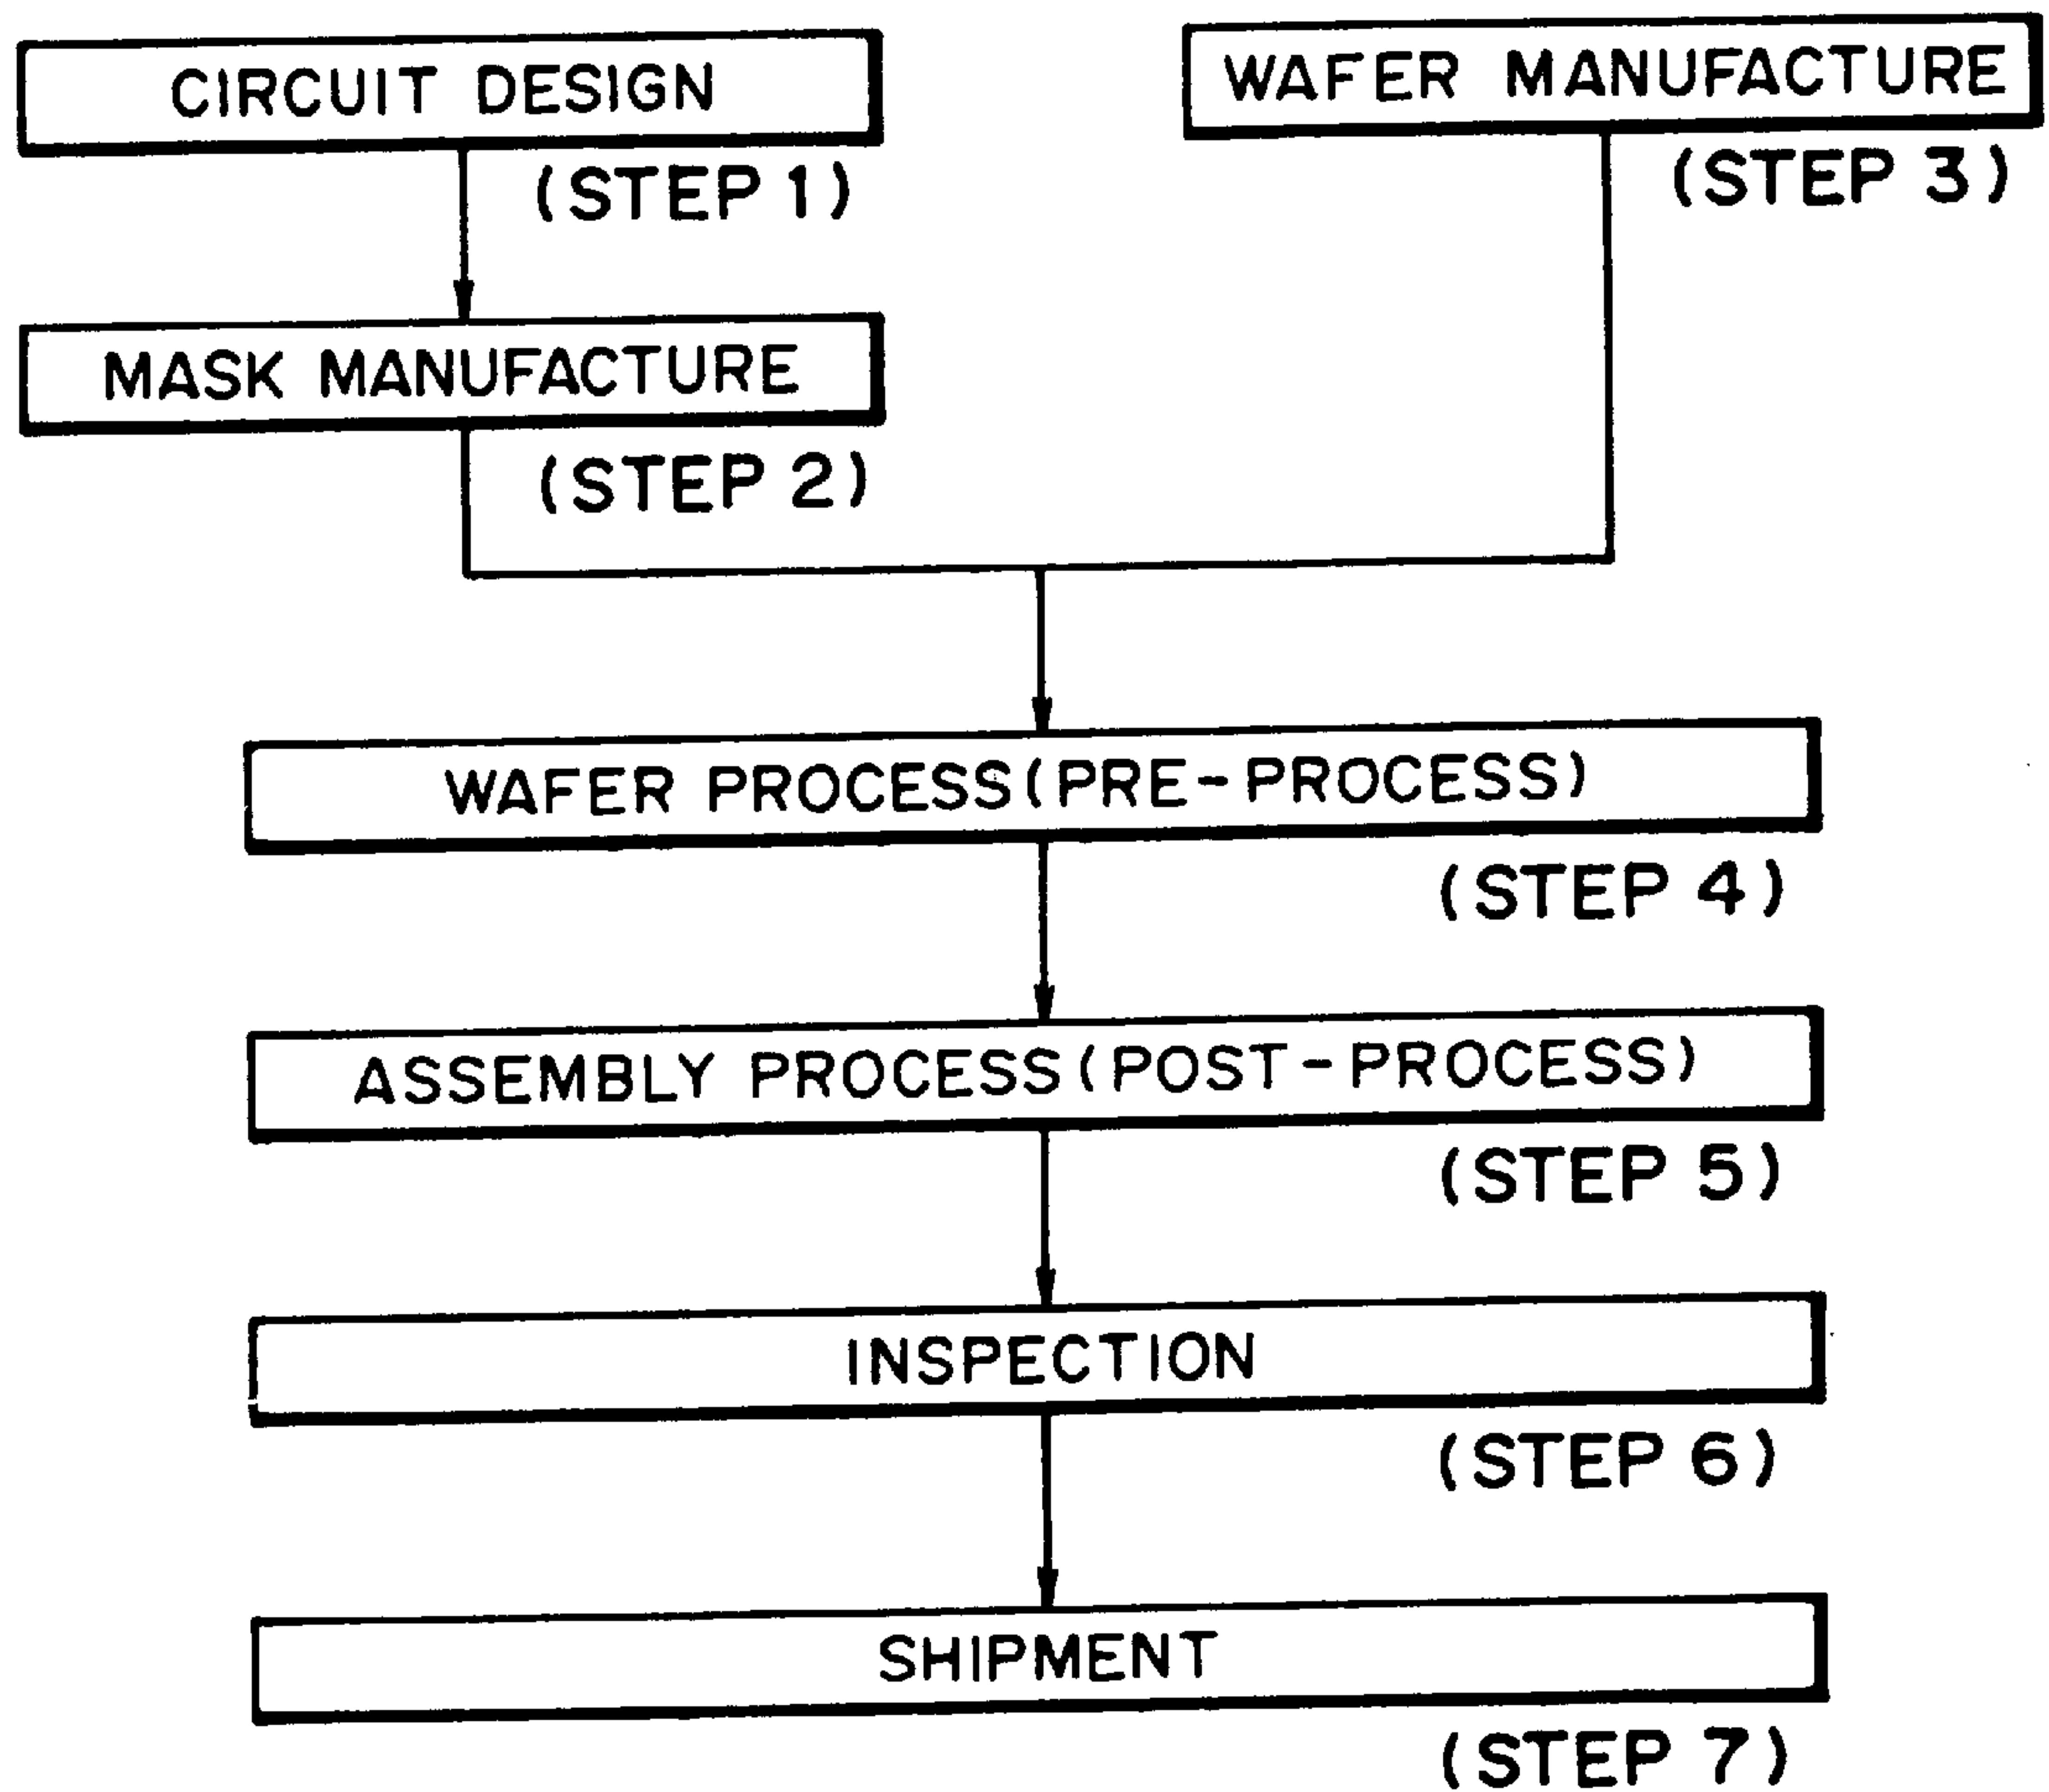 CIRCUIT DESIGN
(STEP 1)
WAFER MANUFACTURE
(STEP 3)
MASK MANUFACTURE
(STEP 2)
WAFER PROCESS(PRE-PROCESS)
(STEP 4)
ASSEMBLY PROCESS(POST-PROCESS)
(STEP 5)
INSPECTION
(STEP 6)
SHIPMENT
(STEP 7)